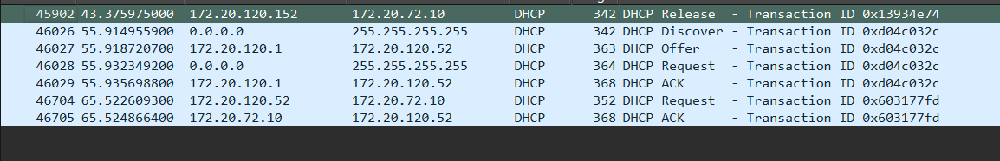 45902 43.375975000 172.20.120.152 172.20.72.10 DHCP 342 DHCP Release - Transaction ID 0x13934e74
46026 55.914955900 0.0.0.0 255.255.255.255 DHCP 342 DHCP Discover - Transaction ID 0xd04c032c
46027 55.918720700 172.20.120.1 172.20.120.52 DHCP 363 DHCP Offer - Transaction ID 0xd04c032c
46028 55.932349200 0.0.0.0 255.255.255.255 DHCP 364 DHCP Request - Transaction ID 0xd04c032c
46029 55.935698800 172.20.120.1 172.20.120.52 DHCP 368 DHCP ACK - Transaction ID 0xd04c032c
46704 65.522609300 172.20.120.52 172.20.72.10 DHCP 352 DHCP Request - Transaction ID 0x603177fd
46705 65.524866400 172.20.72.10 172.20.120.52 DHCP 368 DHCP ACK - Transaction ID 0x603177fd